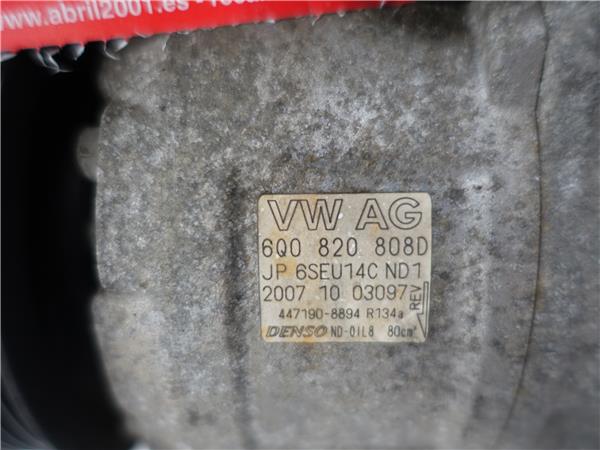 www.abril2001.es
VW AG
6Q0 820 808D
JP 6SEU14C ND1
2007 10 03097
REV
447190-8894 R134a
DENSO ND-OIL8 80cm³